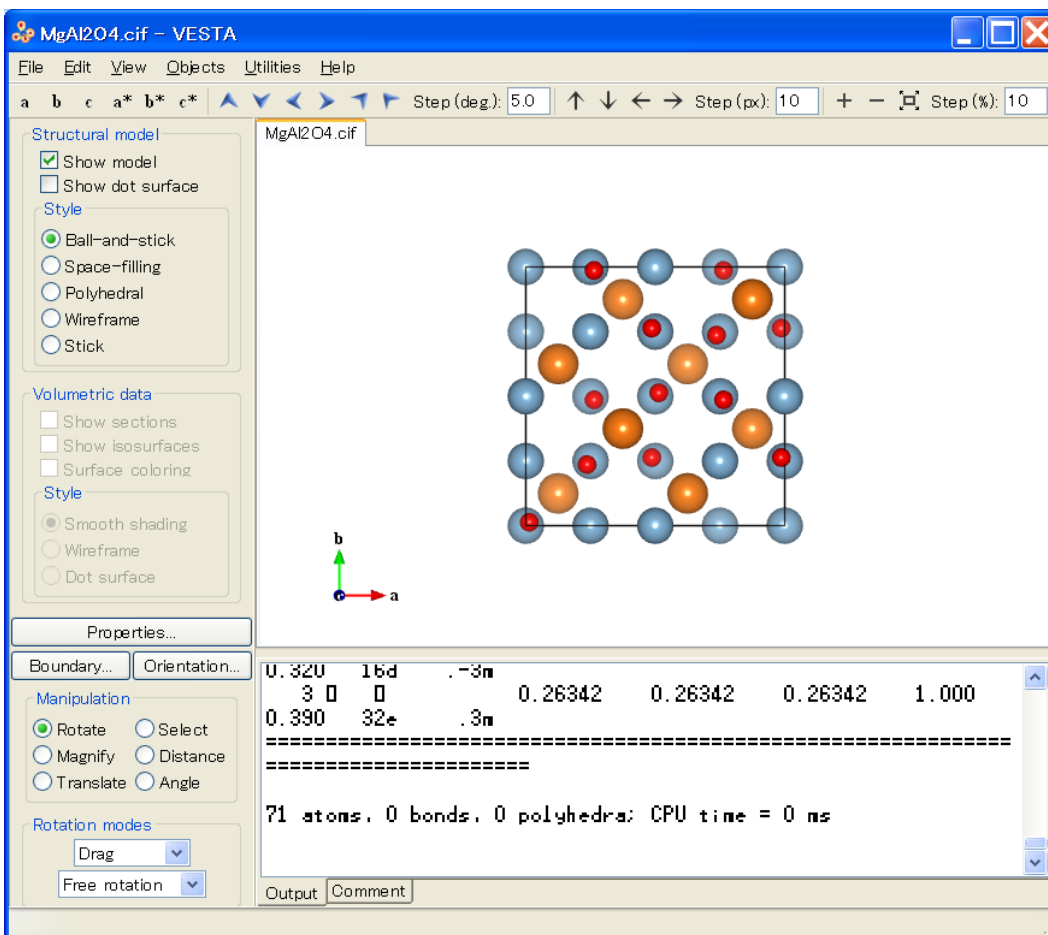 MgAl2O4.cif - VESTA
File Edit View Objects Utilities Help
a b c a* b* c* Step (deg.): 5.0 Step (px): 10 + - Step (%): 10
Structural model
Show model
Show dot surface
Style
Ball-and-stick
Space-filling
Polyhedral
Wireframe
Stick
Volumetric data
Show sections
Show isosurfaces
Surface coloring
Style
Smooth shading
Wireframe
Dot surface
Properties...
Boundary... Orientation...
Manipulation
Rotate Select
Magnify Distance
Translate Angle
Rotation modes
Drag
Free rotation
MgAl2O4.cif
b
a
0.320 16d .-3m
3 O O 0.26342 0.26342 0.26342 1.000
0.390 32e .3m
==============================================================
======================
71 atoms, 0 bonds, 0 polyhedra; CPU time = 0 ms
Output Comment